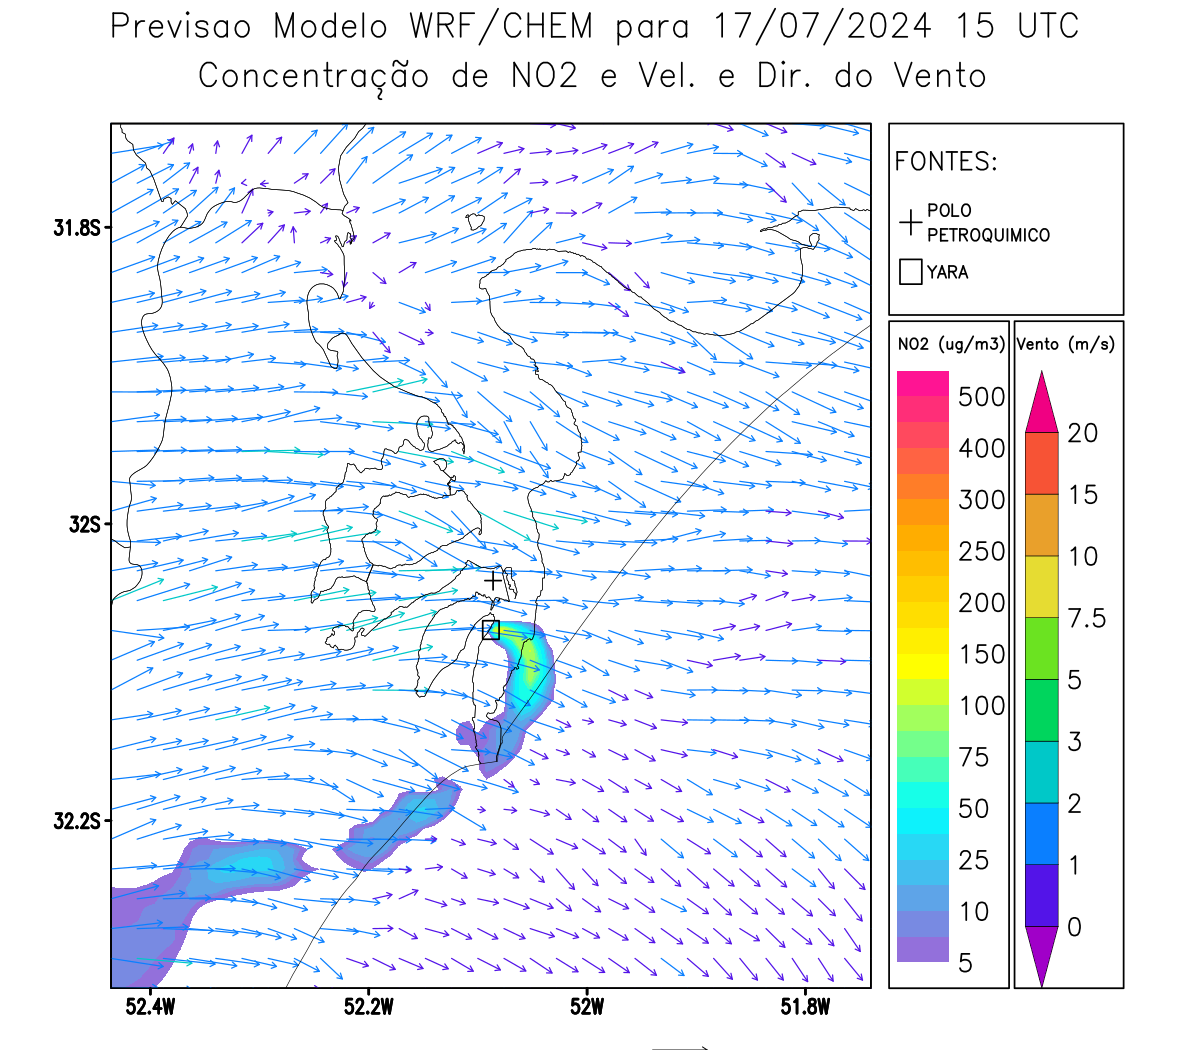 Previsao Modelo WRF/CHEM para 17/07/2024 15 UTC
Concentração de NO2 e Vel. e Dir. do Vento
FONTES:
POLO
PETROQUIMICO
YARA
NO2 (ug/m3)
500
400
300
250
200
150
100
75
50
25
10
5
Vento (m/s)
20
15
10
7.5
5
3
2
1
0
31.8S
32S
32.2S
52.4W
52.2W
52W
51.8W